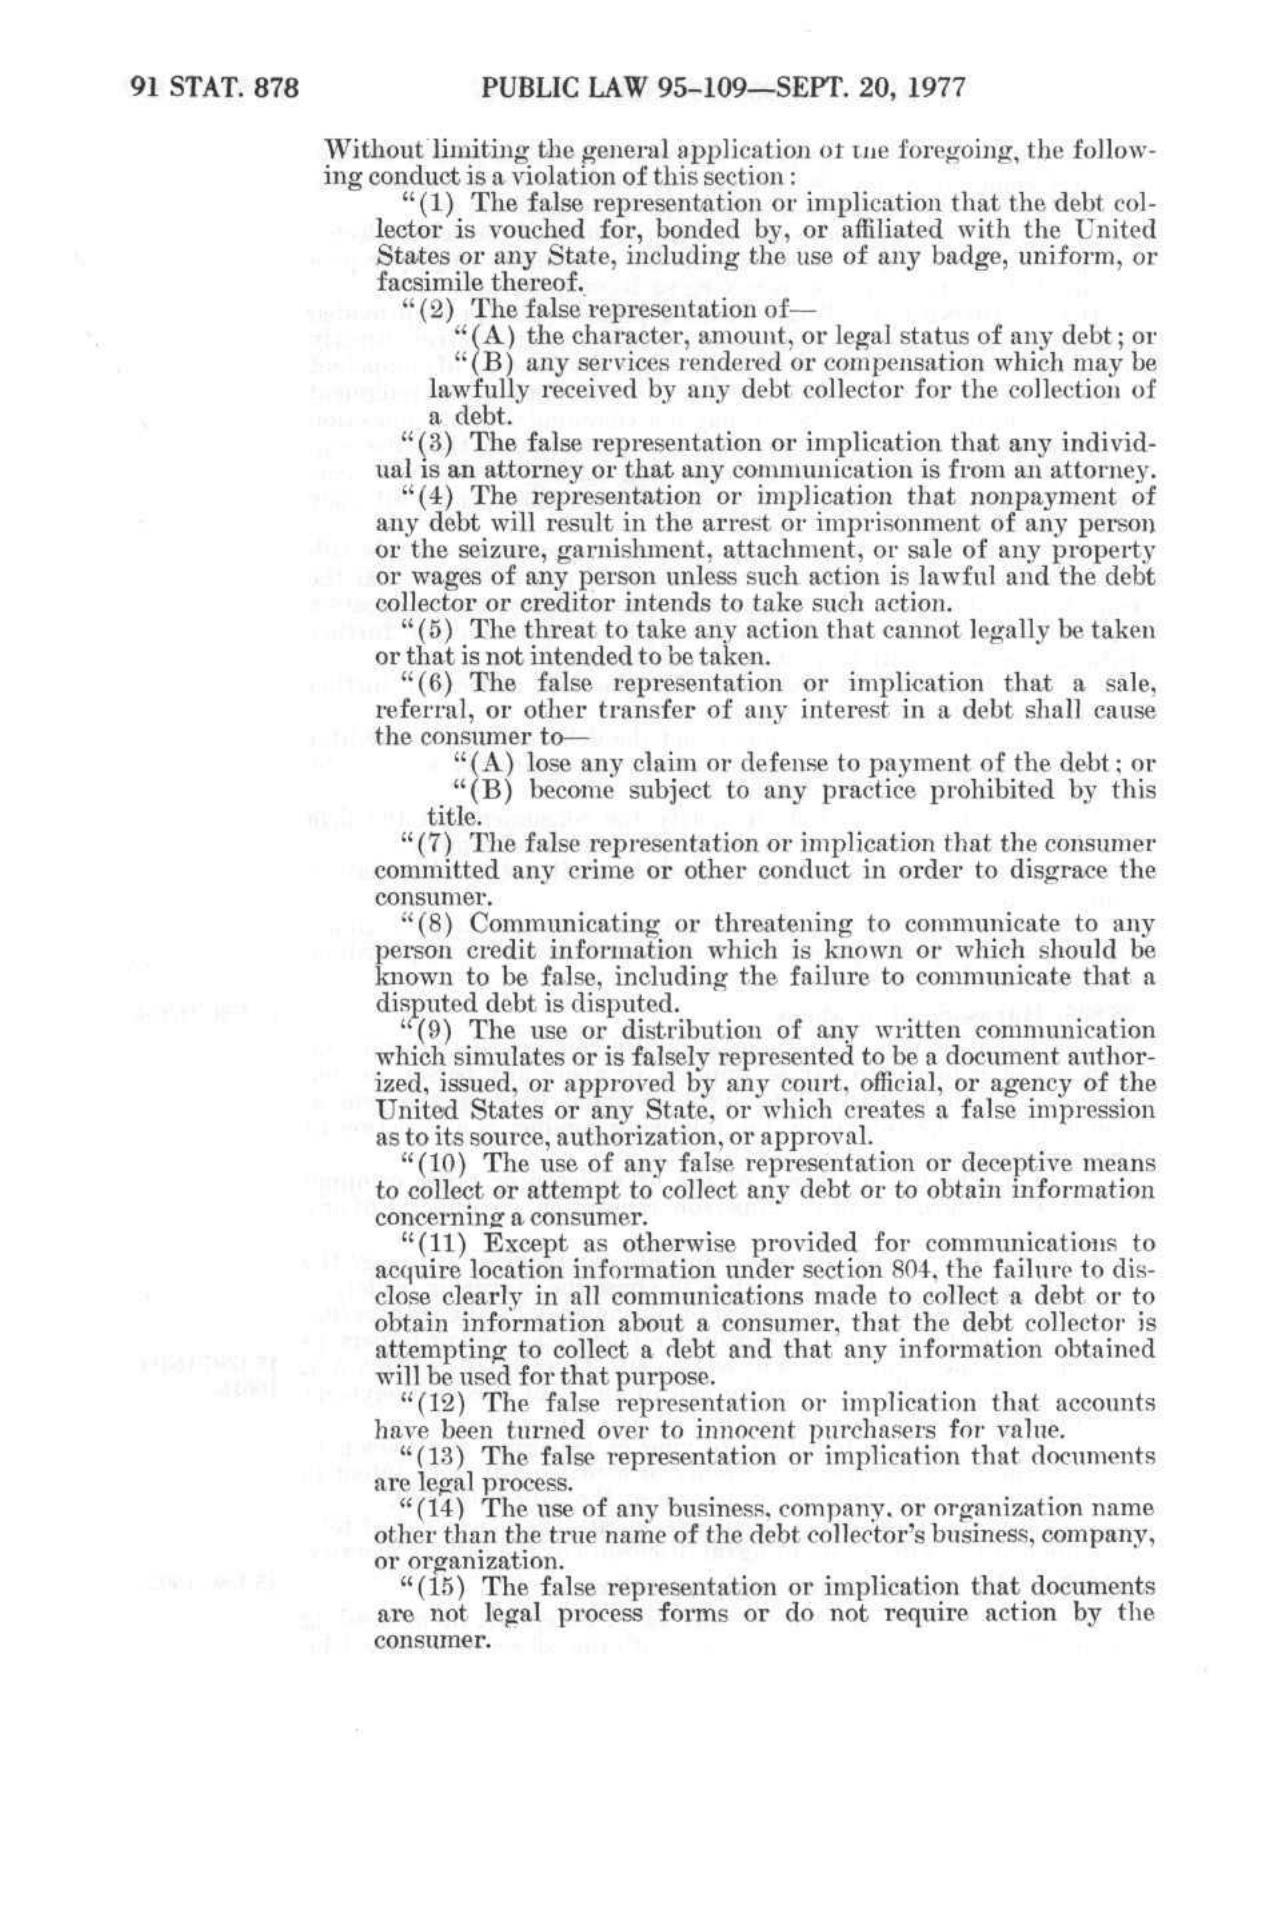 91 STAT. 878 PUBLIC LAW 95-109—SEPT. 20, 1977
Without limiting the general application of the foregoing, the follow-
ing conduct is a violation of this section:
“(1) The false representation or implication that the debt col-
lector is vouched for, bonded by, or affiliated with the United
States or any State, including the use of any badge, uniform, or
facsimile thereof.
“(2) The false representation of—
“(A) the character, amount, or legal status of any debt; or
“(B) any services rendered or compensation which may be
lawfully received by any debt collector for the collection of
a debt.
“(3) The false representation or implication that any individ-
ual is an attorney or that any communication is from an attorney.
“(4) The representation or implication that nonpayment of
any debt will result in the arrest or imprisonment of any person
or the seizure, garnishment, attachment, or sale of any property
or wages of any person unless such action is lawful and the debt
collector or creditor intends to take such action.
“(5) The threat to take any action that cannot legally be taken
or that is not intended to be taken.
“(6) The false representation or implication that a sale,
referral, or other transfer of any interest in a debt shall cause
the consumer to—
“(A) lose any claim or defense to payment of the debt; or
“(B) become subject to any practice prohibited by this
title.
“(7) The false representation or implication that the consumer
committed any crime or other conduct in order to disgrace the
consumer.
“(8) Communicating or threatening to communicate to any
person credit information which is known or which should be
known to be false, including the failure to communicate that a
disputed debt is disputed.
“(9) The use or distribution of any written communication
which simulates or is falsely represented to be a document author-
ized, issued, or approved by any court, official, or agency of the
United States or any State, or which creates a false impression
as to its source, authorization, or approval.
“(10) The use of any false representation or deceptive means
to collect or attempt to collect any debt or to obtain information
concerning a consumer.
“(11) Except as otherwise provided for communications to
acquire location information under section 804, the failure to dis-
close clearly in all communications made to collect a debt or to
obtain information about a consumer, that the debt collector is
attempting to collect a debt and that any information obtained
will be used for that purpose.
“(12) The false representation or implication that accounts
have been turned over to innocent purchasers for value.
“(13) The false representation or implication that documents
are legal process.
“(14) The use of any business, company, or organization name
other than the true name of the debt collector’s business, company,
or organization.
“(15) The false representation or implication that documents
are not legal process forms or do not require action by the
consumer.